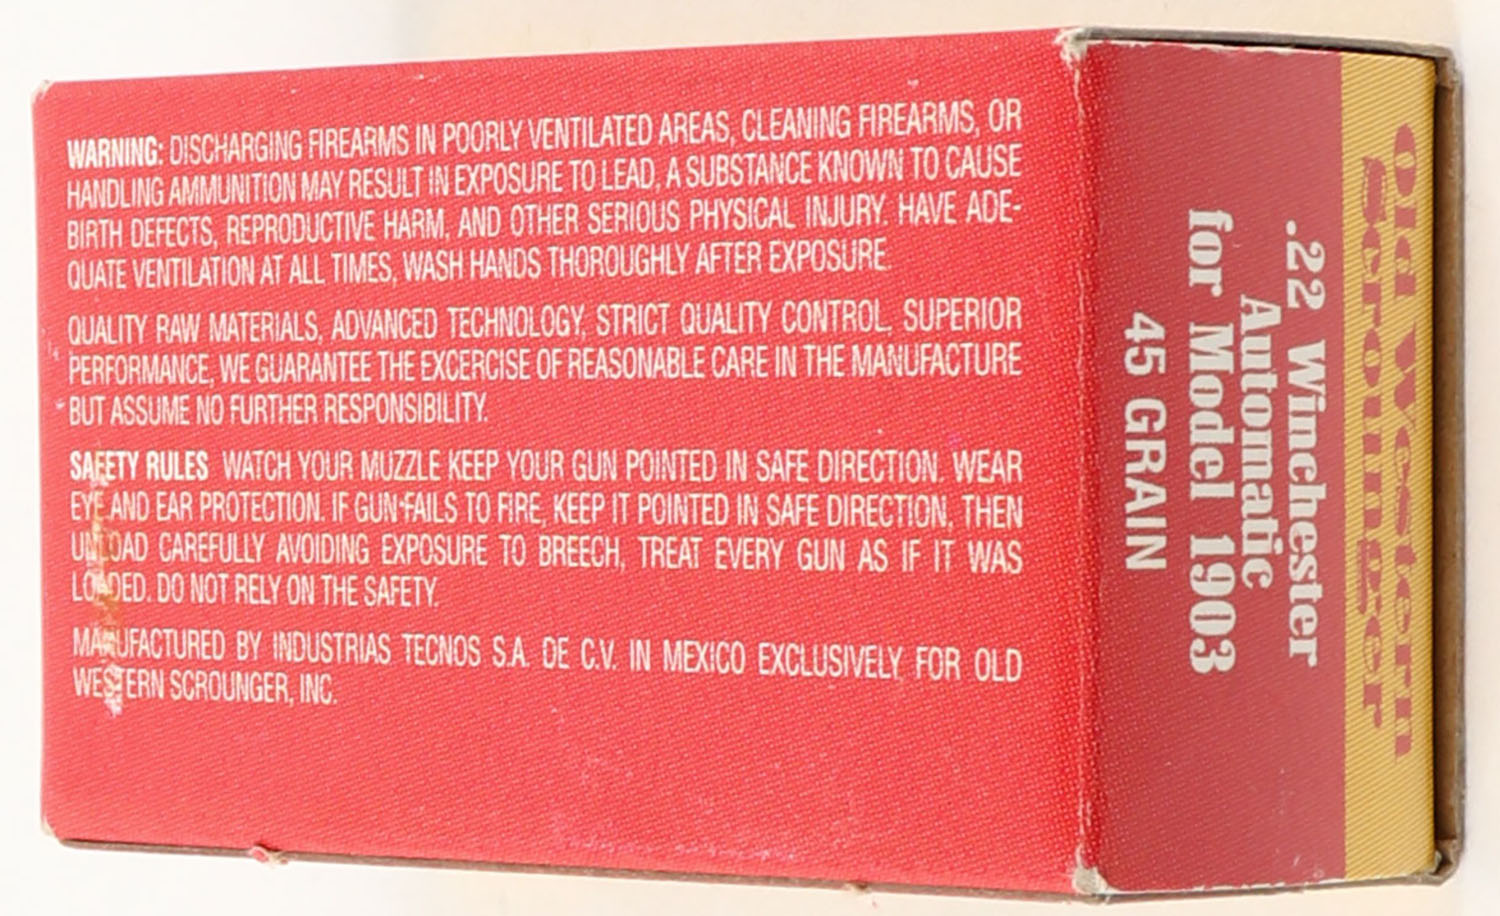 WARNING: DISCHARGING FIREARMS IN POORLY VENTILATED AREAS, CLEANING FIREARMS, OR
HANDLING AMMUNITION MAY RESULT IN EXPOSURE TO LEAD, A SUBSTANCE KNOWN TO CAUSE
BIRTH DEFECTS, REPRODUCTIVE HARM, AND OTHER SERIOUS PHYSICAL INJURY. HAVE ADE-
QUATE VENTILATION AT ALL TIMES, WASH HANDS THOROUGHLY AFTER EXPOSURE.
QUALITY RAW MATERIALS, ADVANCED TECHNOLOGY, STRICT QUALITY CONTROL, SUPERIOR
PERFORMANCE, WE GUARANTEE THE EXCERCISE OF REASONABLE CARE IN THE MANUFACTURE
BUT ASSUME NO FURTHER RESPONSIBILITY.
SAFETY RULES WATCH YOUR MUZZLE KEEP YOUR GUN POINTED IN SAFE DIRECTION. WEAR
EYE AND EAR PROTECTION. IF GUN FAILS TO FIRE, KEEP IT POINTED IN SAFE DIRECTION, THEN
UNLOAD CAREFULLY AVOIDING EXPOSURE TO BREECH, TREAT EVERY GUN AS IF IT WAS
LOADED. DO NOT RELY ON THE SAFETY.
MANUFACTURED BY INDUSTRIAS TECNOS S.A. DE C.V. IN MEXICO EXCLUSIVELY FOR OLD
WESTERN SCROUNGER, INC.
Old Western
Scrounger
.22 Winchester
Automatic
for Model 1903
45 GRAIN